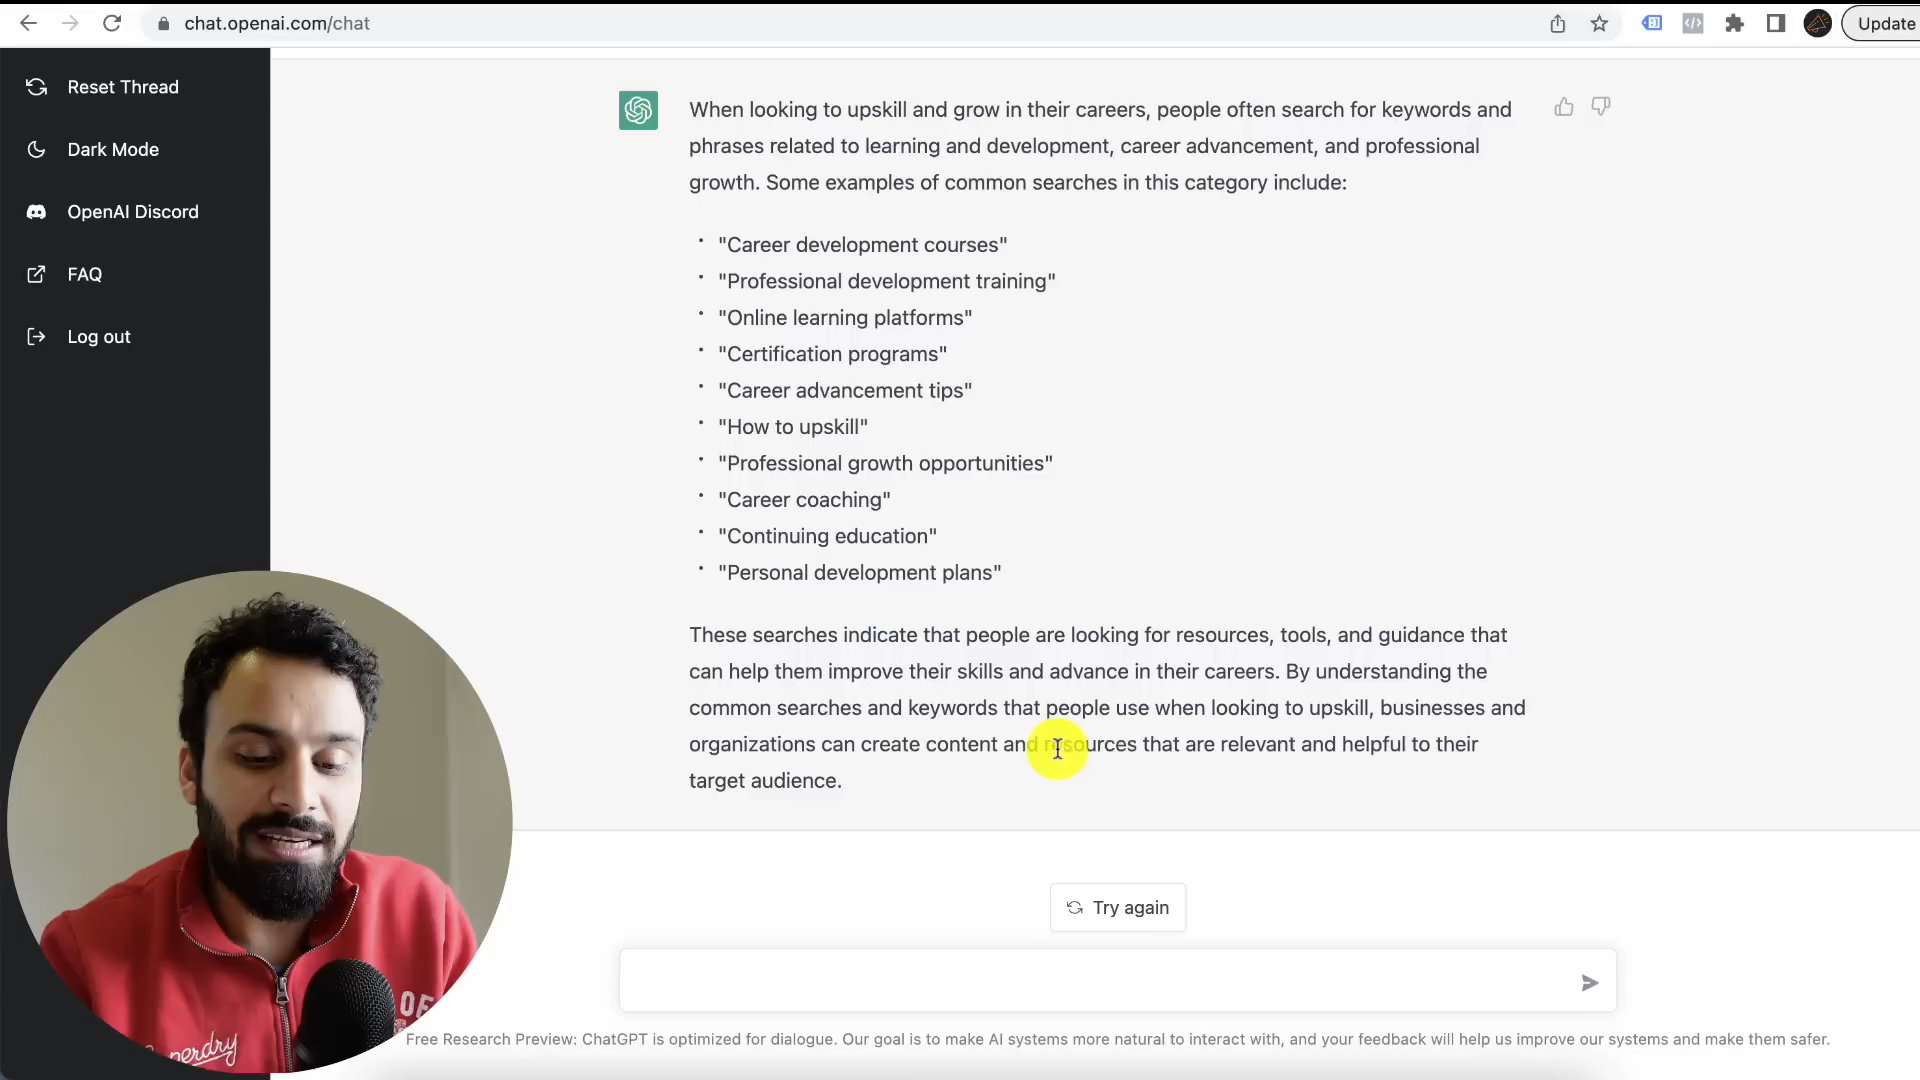 chat.openai.com/chat
Update
Reset Thread
Dark Mode
OpenAI Discord
FAQ
Log out
When looking to upskill and grow in their careers, people often search for keywords and
phrases related to learning and development, career advancement, and professional
growth. Some examples of common searches in this category include:
• "Career development courses"
• "Professional development training"
• "Online learning platforms"
• "Certification programs"
• "Career advancement tips"
• "How to upskill"
• "Professional growth opportunities"
• "Career coaching"
• "Continuing education"
• "Personal development plans"
These searches indicate that people are looking for resources, tools, and guidance that
can help them improve their skills and advance in their careers. By understanding the
common searches and keywords that people use when looking to upskill, businesses and
organizations can create content and resources that are relevant and helpful to their
target audience.
Try again
Free Research Preview: ChatGPT is optimized for dialogue. Our goal is to make AI systems more natural to interact with, and your feedback will help us improve our systems and make them safer.
OF
perdry